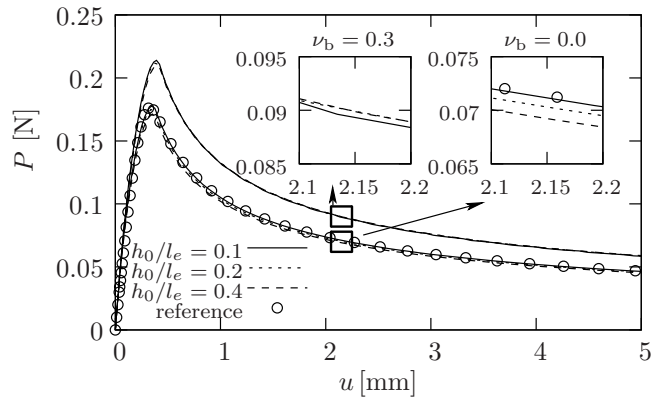 0.25
0.2
0.15
0.1
0.05
0
P [N]
0 1 2 3 4 5
u [mm]
h₀/lₑ = 0.1
h₀/lₑ = 0.2
h₀/lₑ = 0.4
reference
ν_b = 0.3
0.095
0.09
0.085
2.1 2.15 2.2
ν_b = 0.0
0.075
0.07
0.065
2.1 2.15 2.2